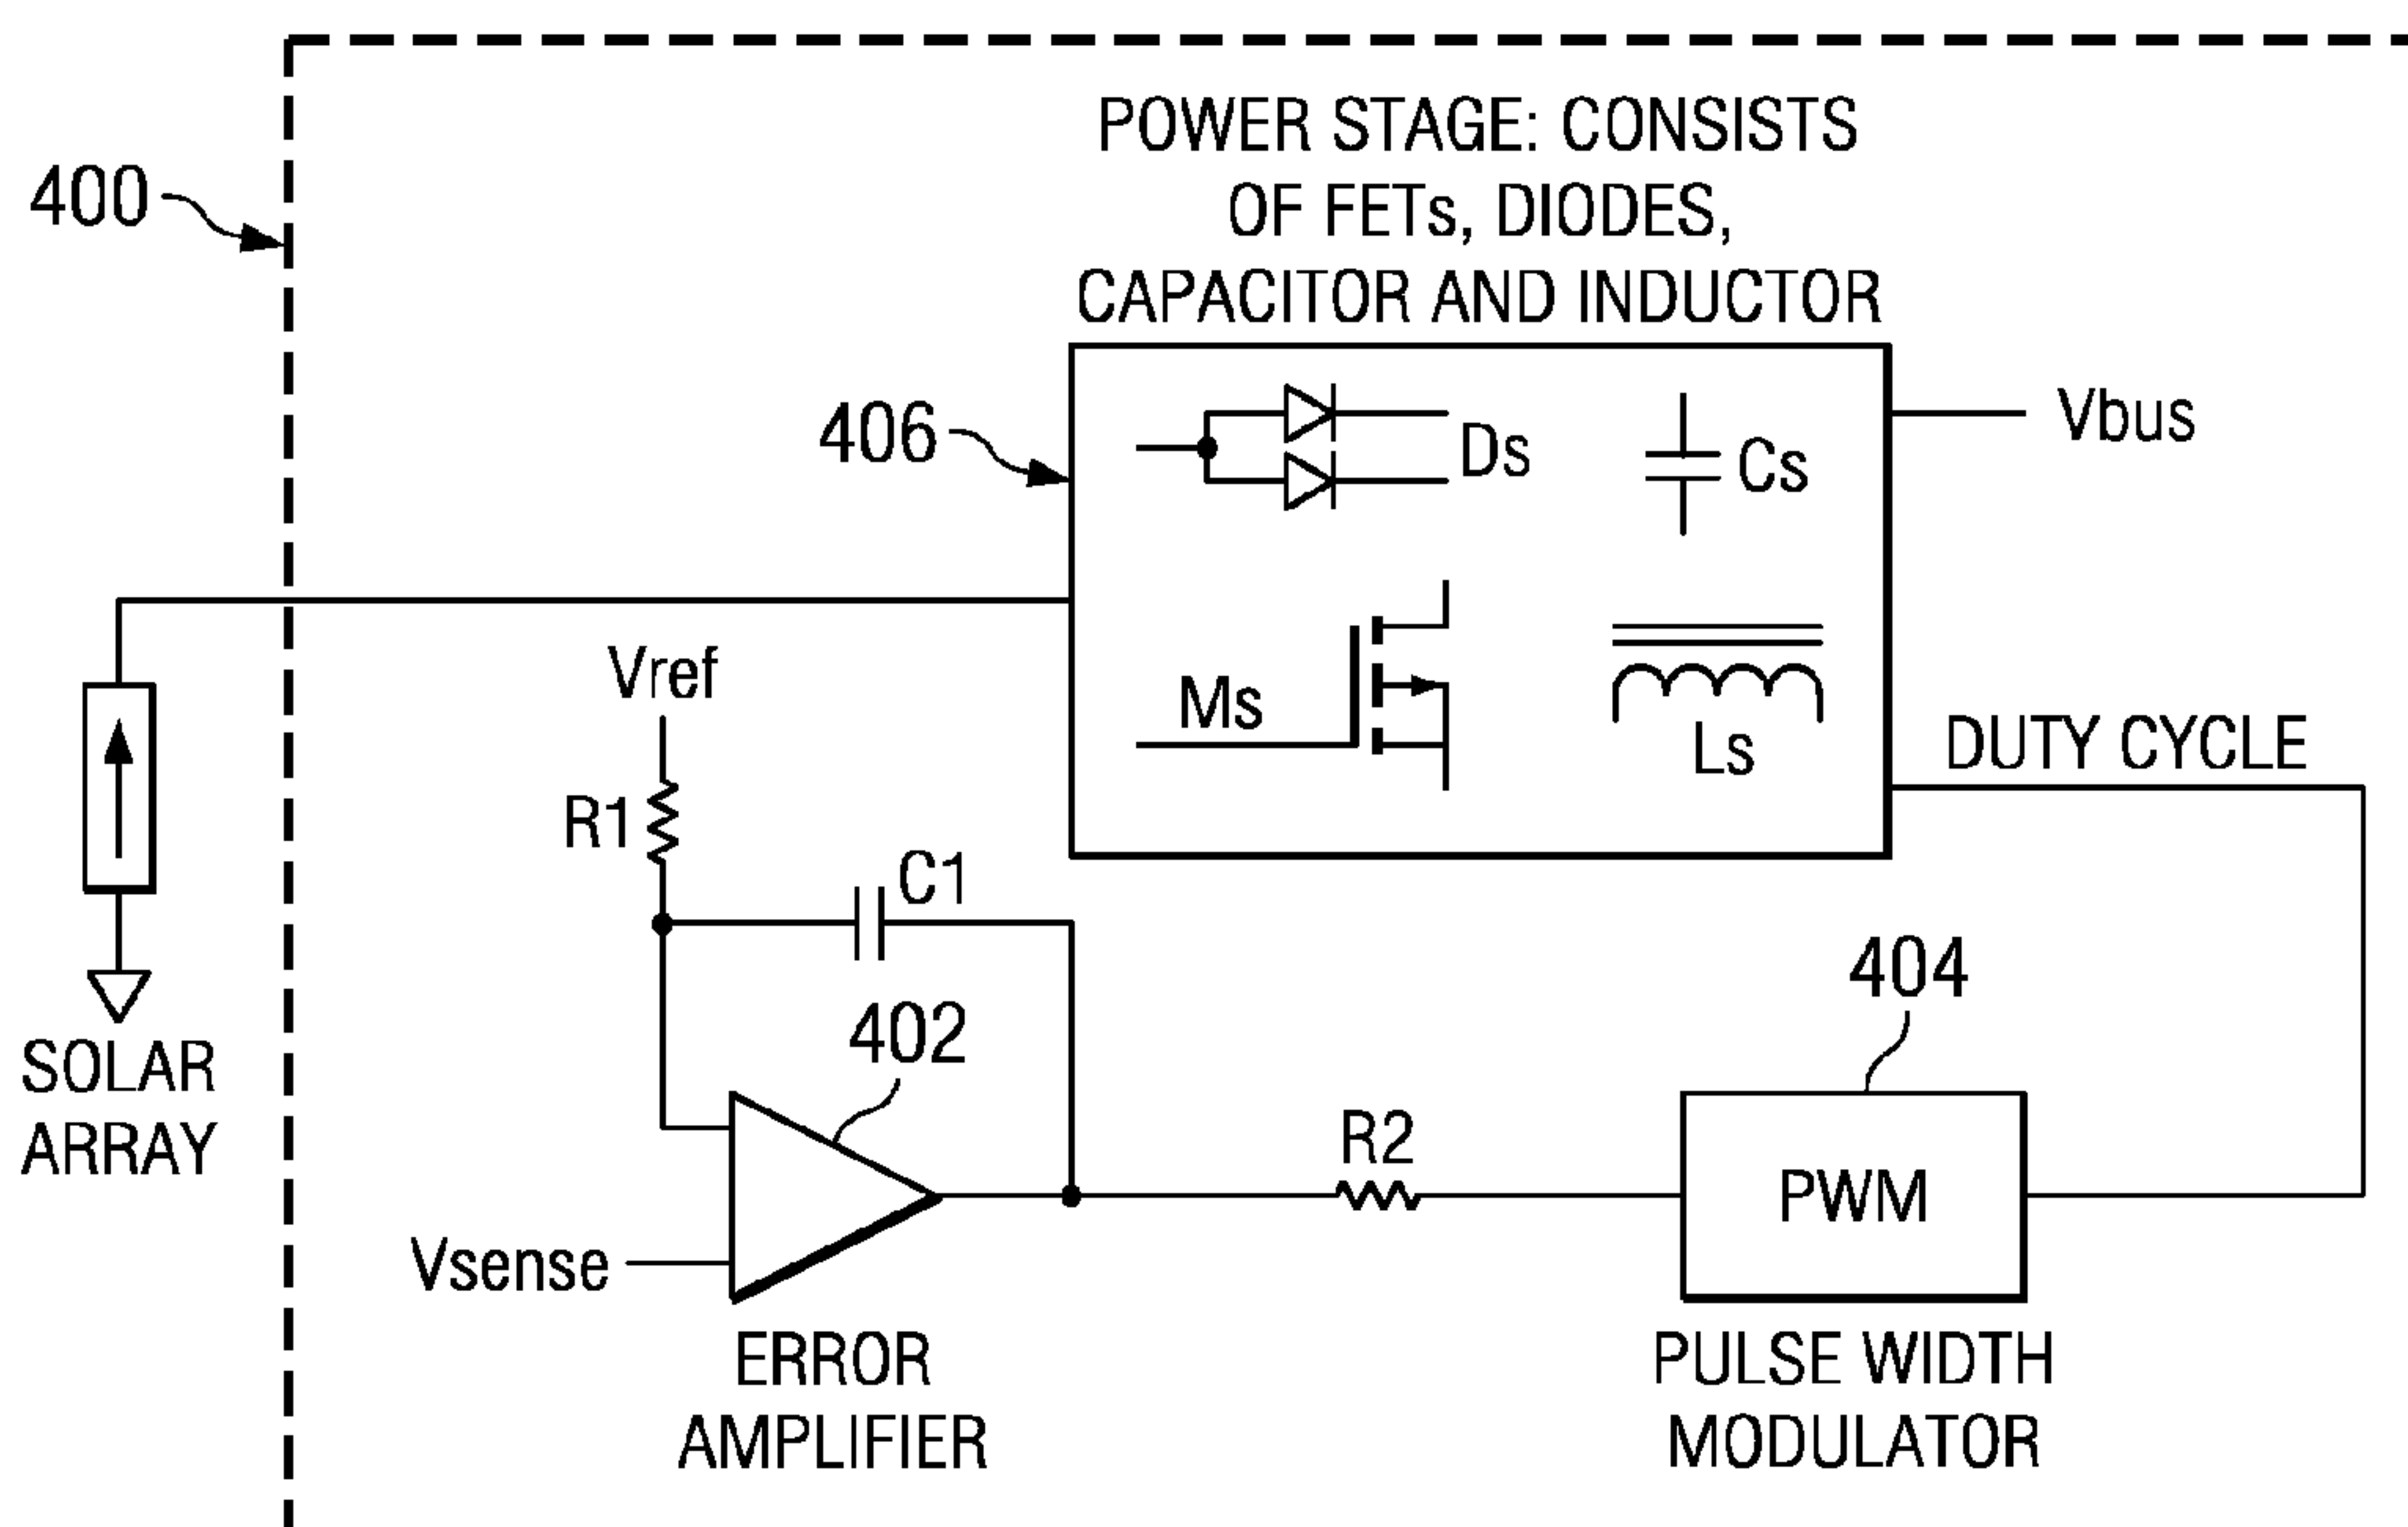 POWER STAGE: CONSISTS
OF FETs, DIODES,
CAPACITOR AND INDUCTOR
400
406
Ds
Cs
Vbus
Vref
Ms
Ls
DUTY CYCLE
R1
C1
404
402
SOLAR
ARRAY
R2
PWM
Vsense
ERROR
AMPLIFIER
PULSE WIDTH
MODULATOR